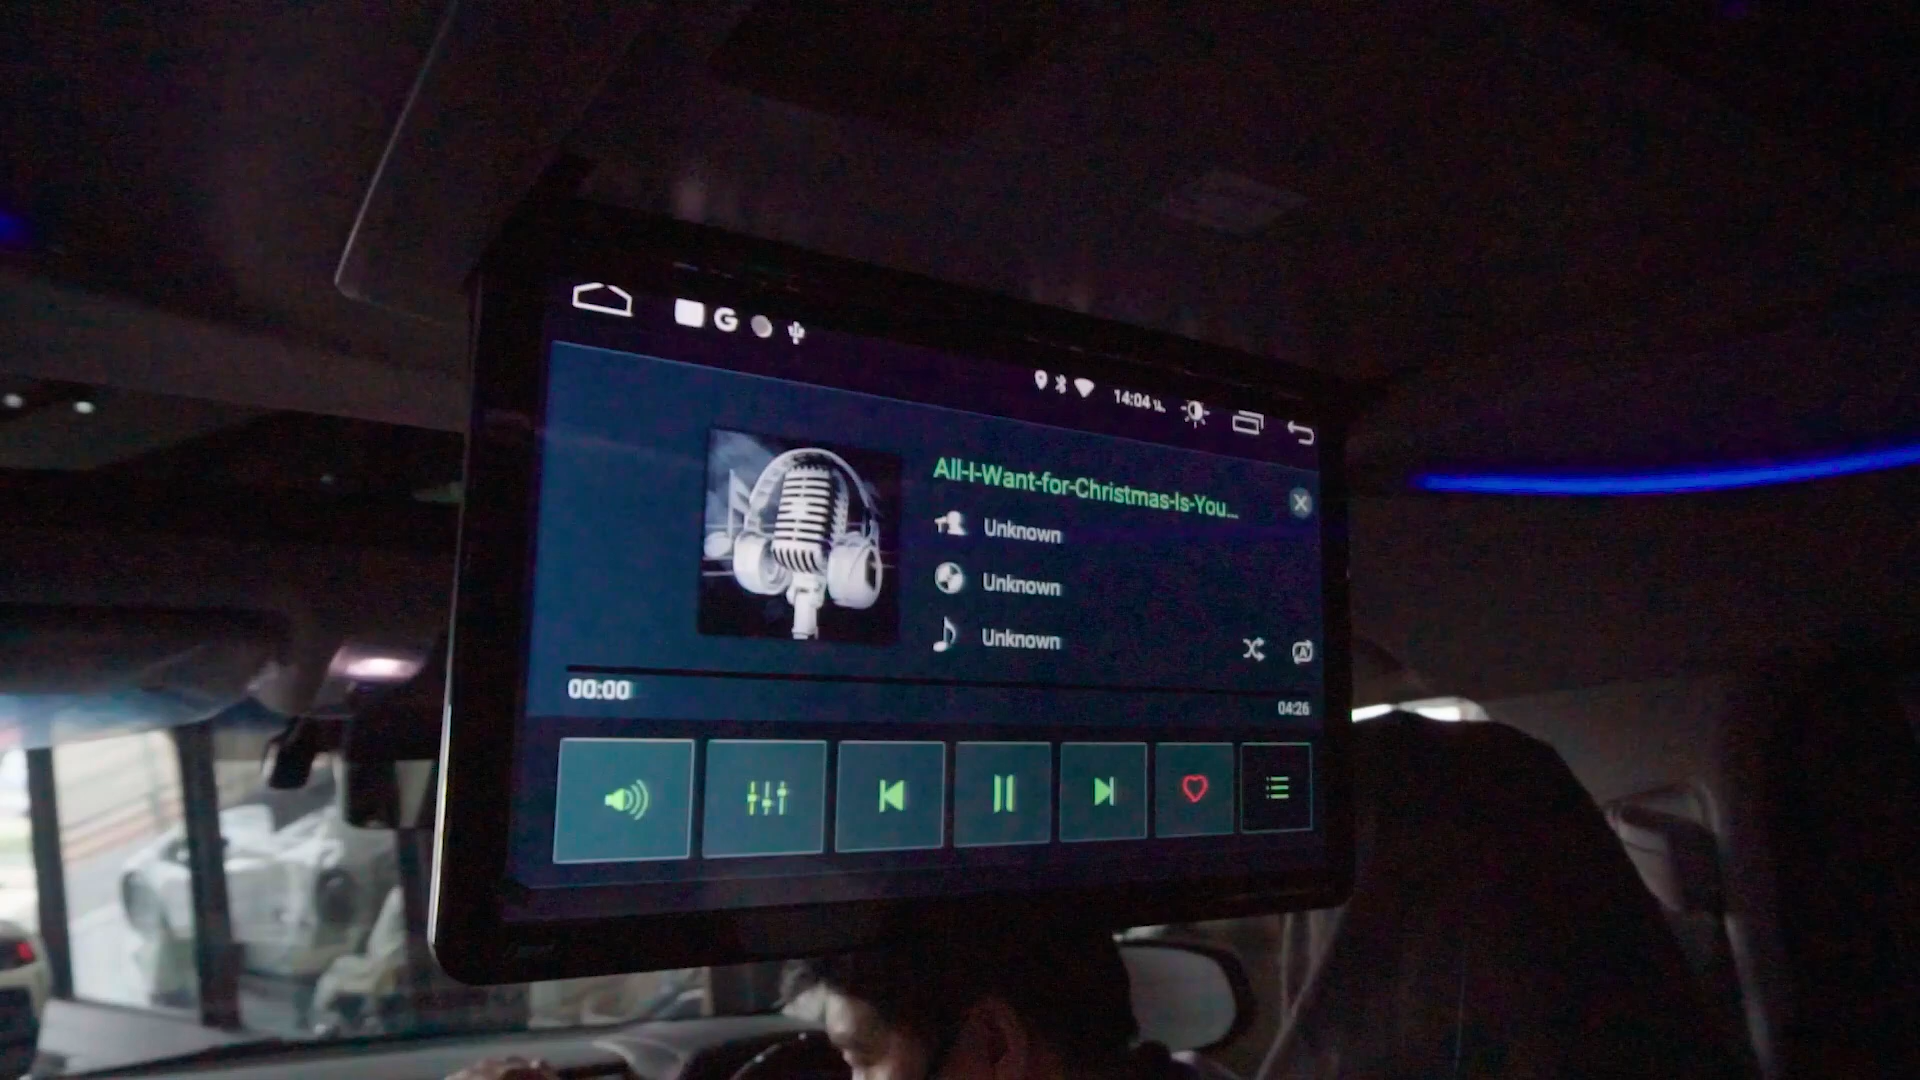 G
14:04
All-I-Want-for-Christmas-Is-You...
Unknown
Unknown
Unknown
00:00
04:26